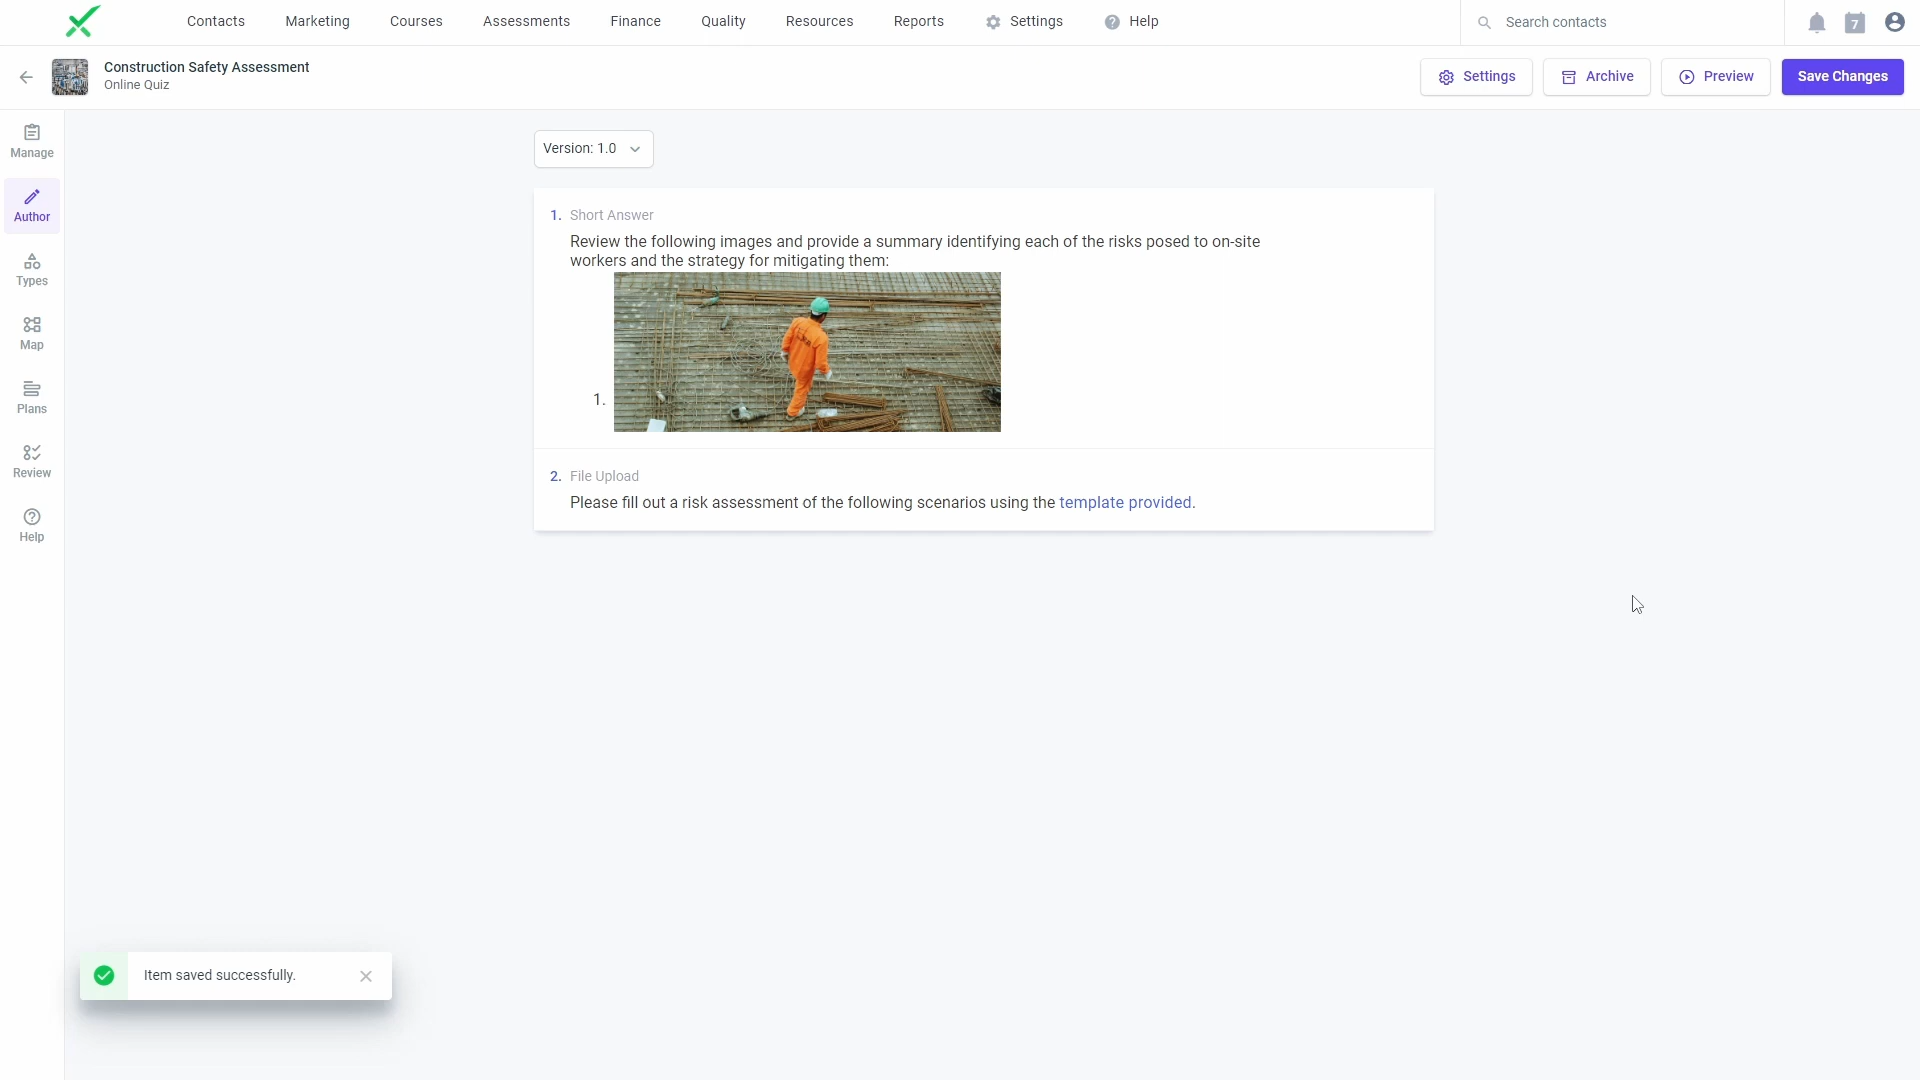 Contacts Marketing Courses Assessments Finance Quality Resources Reports Settings Help Search contacts 7
Construction Safety Assessment
Online Quiz
Settings Archive Preview Save Changes
Manage
Author
Types
Map
Plans
Review
Help
Version: 1.0
1. Short Answer
Review the following images and provide a summary identifying each of the risks posed to on-site
workers and the strategy for mitigating them:
1.
2. File Upload
Please fill out a risk assessment of the following scenarios using the template provided.
Item saved successfully.